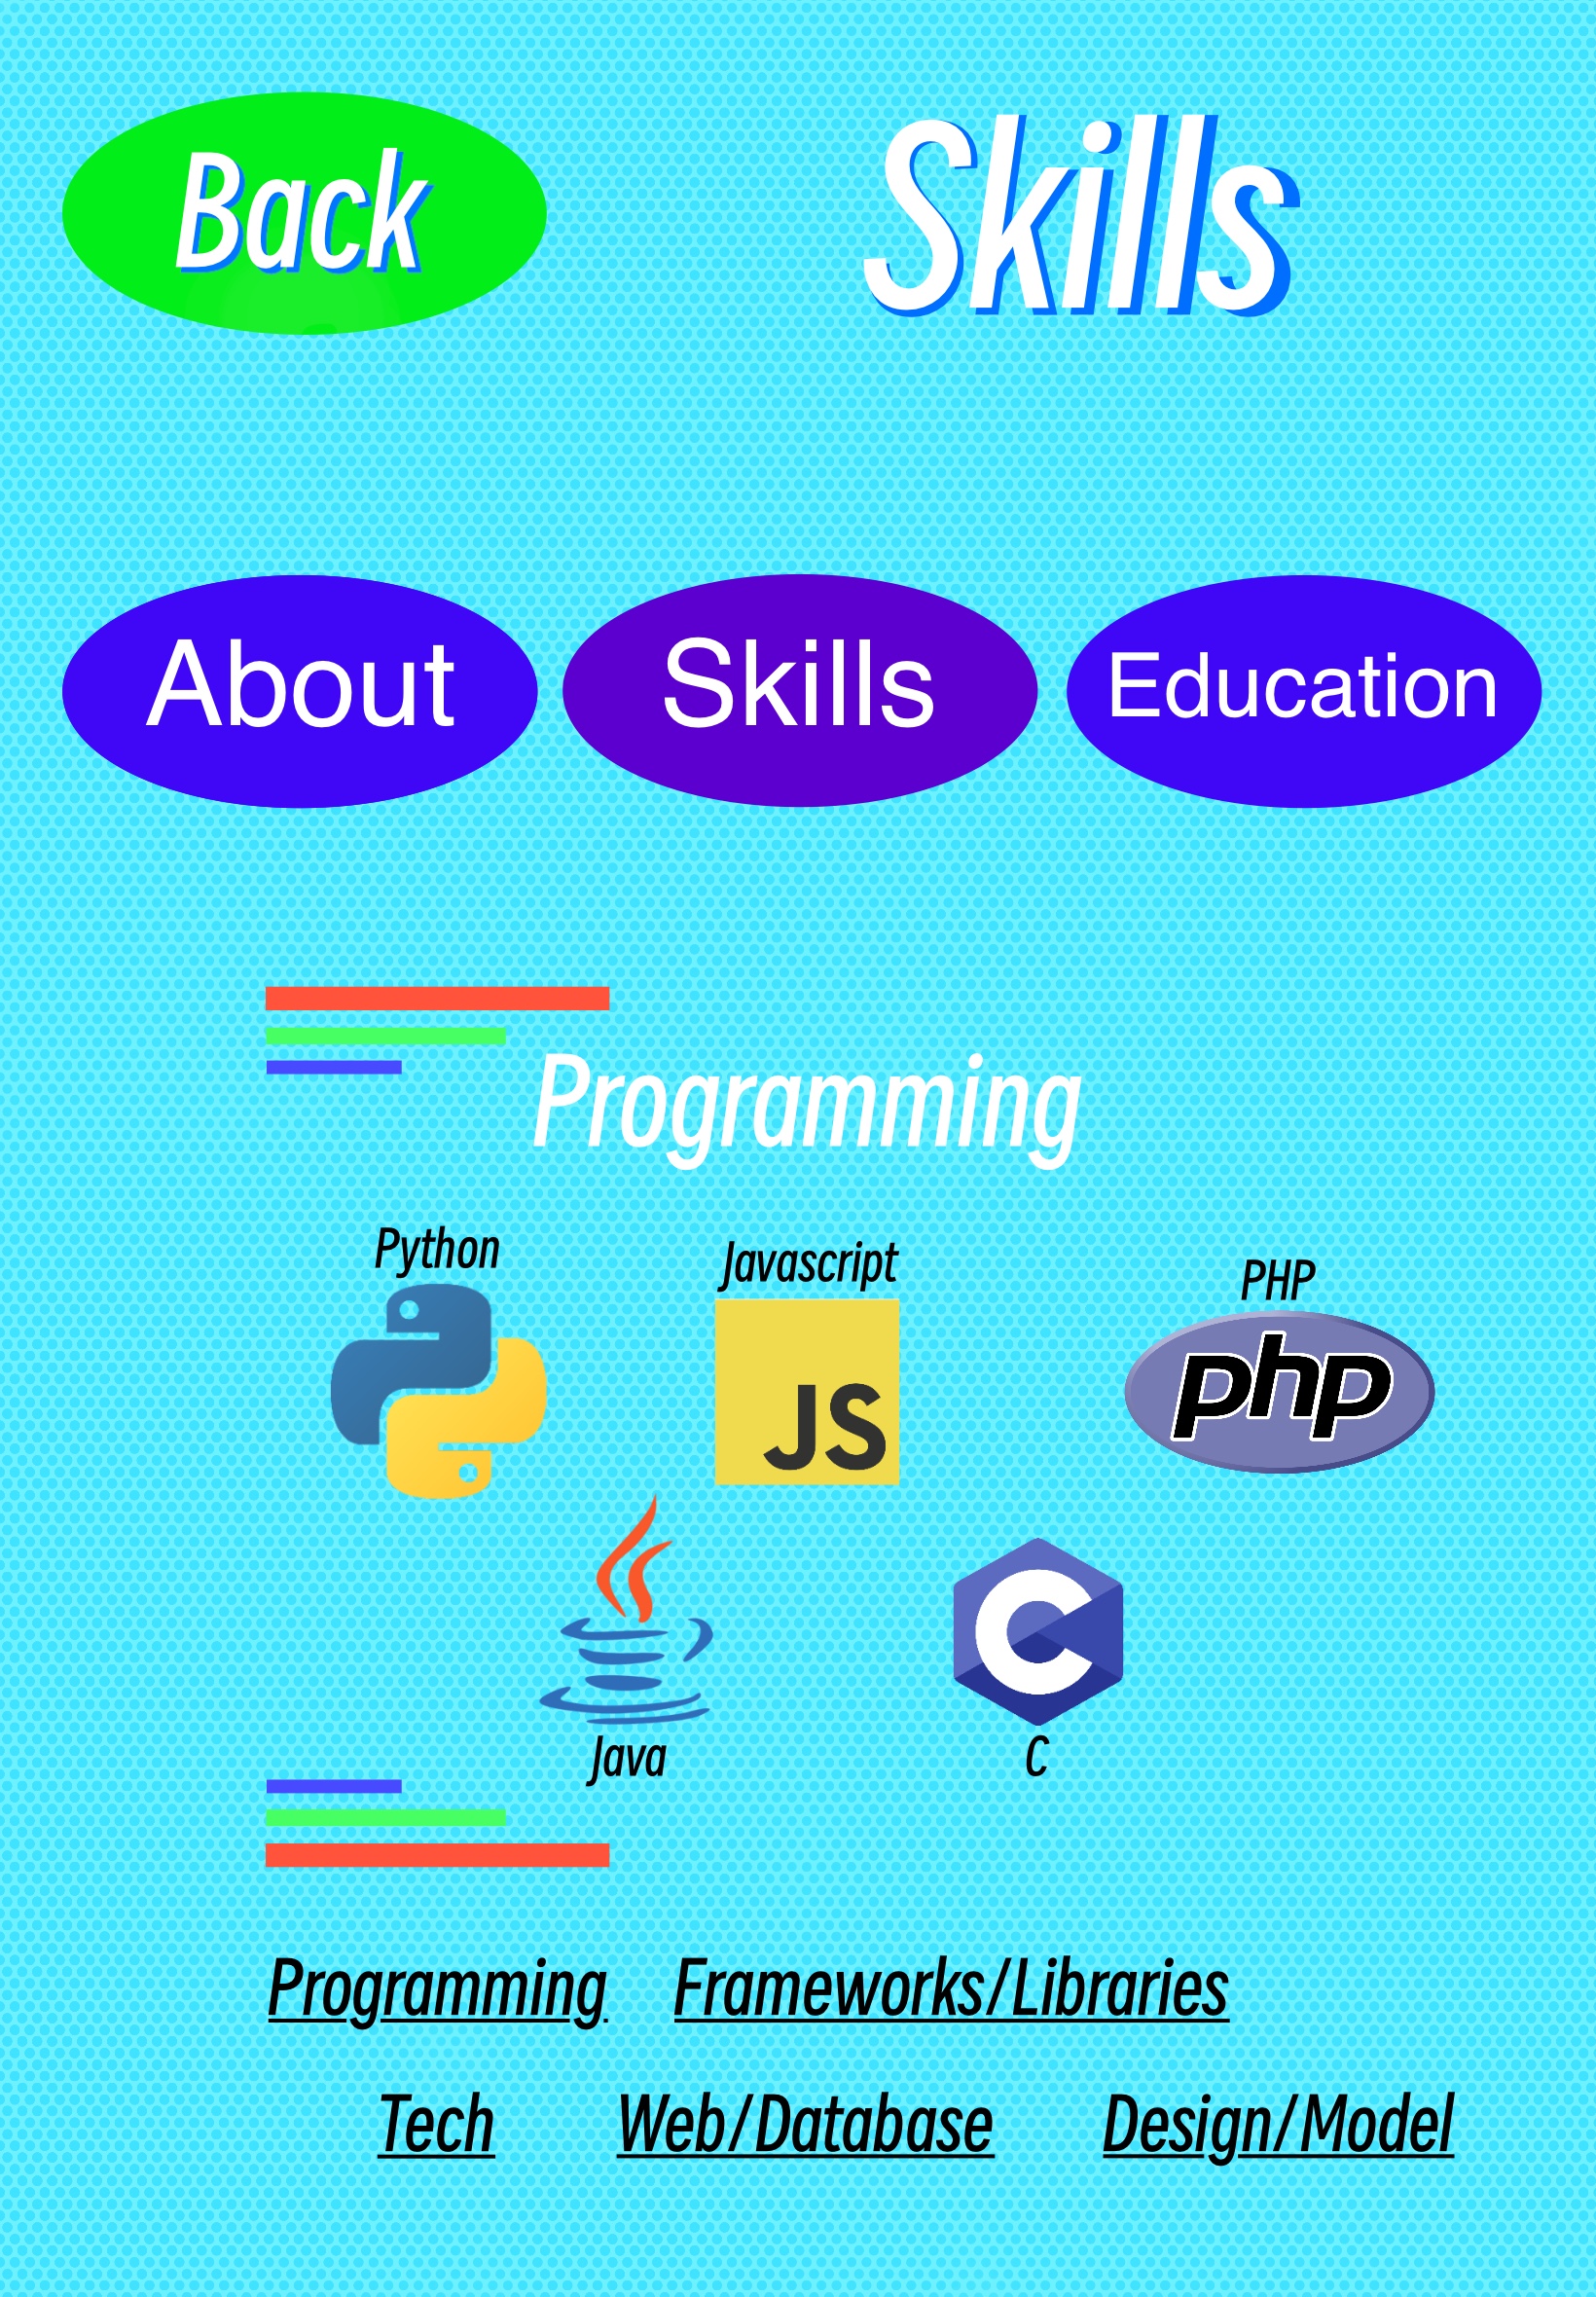 Back
Skills
About
Skills
Education
Programming
Python
Javascript
PHP
JS
php
C
Java
C
Programming
Frameworks/Libraries
Tech
Web/Database
Design/Model